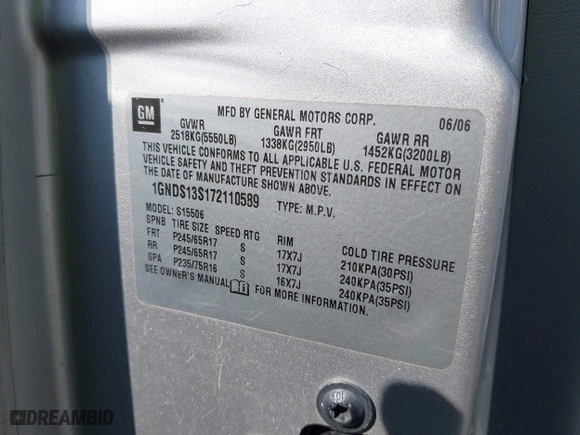 GM
MFD BY GENERAL MOTORS CORP. 06/06
GVWR GAWR FRT GAWR RR
2518KG(5550LB) 1338KG(2950LB) 1452KG(3200LB)
THIS VEHICLE CONFORMS TO ALL APPLICABLE U.S. FEDERAL MOTOR
VEHICLE SAFETY AND THEFT PREVENTION STANDARDS IN EFFECT ON
THE DATE OF MANUFACTURE SHOWN ABOVE.
1GNDS13S172110589 TYPE: M.P.V.
MODEL: S15506
SPNB TIRE SIZE SPEED RTG RIM COLD TIRE PRESSURE
FRT P245/65R17 S 17X7J 210KPA(30PSI)
RR P245/65R17 S 17X7J 240KPA(35PSI)
SPA P235/75R16 S 16X7J 240KPA(35PSI)
SEE OWNER'S MANUAL FOR MORE INFORMATION.
DREAMBID